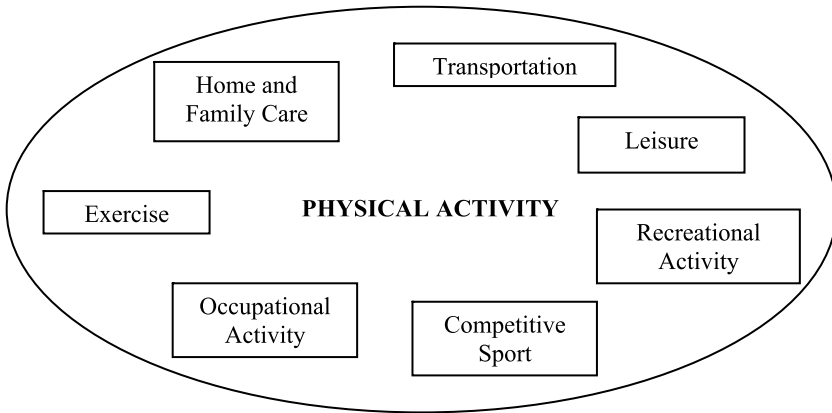 Transportation
Home and
Family Care
Leisure
Exercise
PHYSICAL ACTIVITY
Recreational
Activity
Occupational
Activity
Competitive
Sport